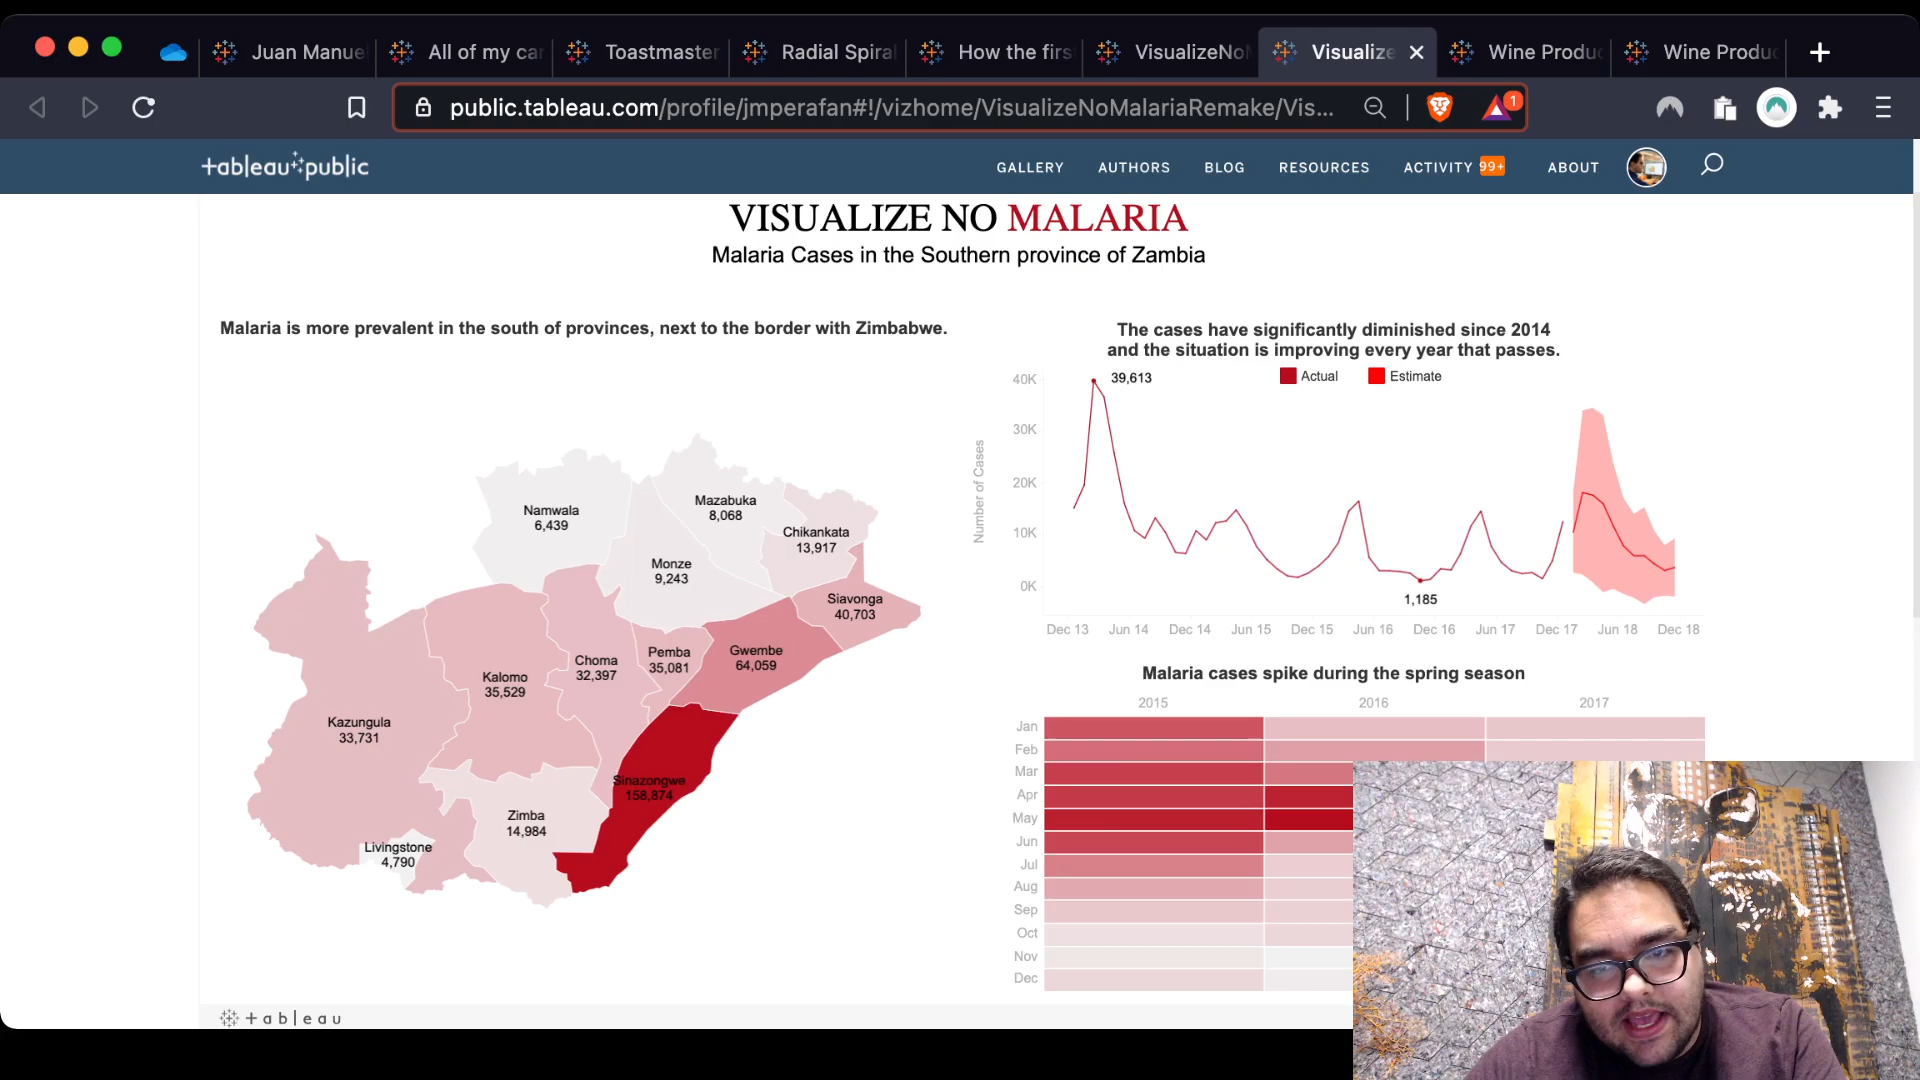 Juan Manue
All of my car
Toastmaster
Radial Spiral
How the firs
VisualizeNoM
Visualize
Wine Produc
Wine Produc
public.tableau.com/profile/jmperafan#!/vizhome/VisualizeNoMalariaRemake/Vis...
1
+ableau public
GALLERY
AUTHORS
BLOG
RESOURCES
ACTIVITY 99+
ABOUT
VISUALIZE NO MALARIA
Malaria Cases in the Southern province of Zambia
Malaria is more prevalent in the south of provinces, next to the border with Zimbabwe.
Namwala
6,439
Mazabuka
8,068
Chikankata
13,917
Monze
9,243
Siavonga
40,703
Gwembe
64,059
Pemba
35,081
Choma
32,397
Kalomo
35,529
Kazungula
33,731
Sinazongwe
158,874
Zimba
14,984
Livingstone
4,790
The cases have significantly diminished since 2014
and the situation is improving every year that passes.
Actual
Estimate
39,613
40K
30K
20K
10K
0K
Number of Cases
1,185
Dec 13
Jun 14
Dec 14
Jun 15
Dec 15
Jun 16
Dec 16
Jun 17
Dec 17
Jun 18
Dec 18
Malaria cases spike during the spring season
2015
2016
2017
Jan
Feb
Mar
Apr
May
Jun
Jul
Aug
Sep
Oct
Nov
Dec
+ableau